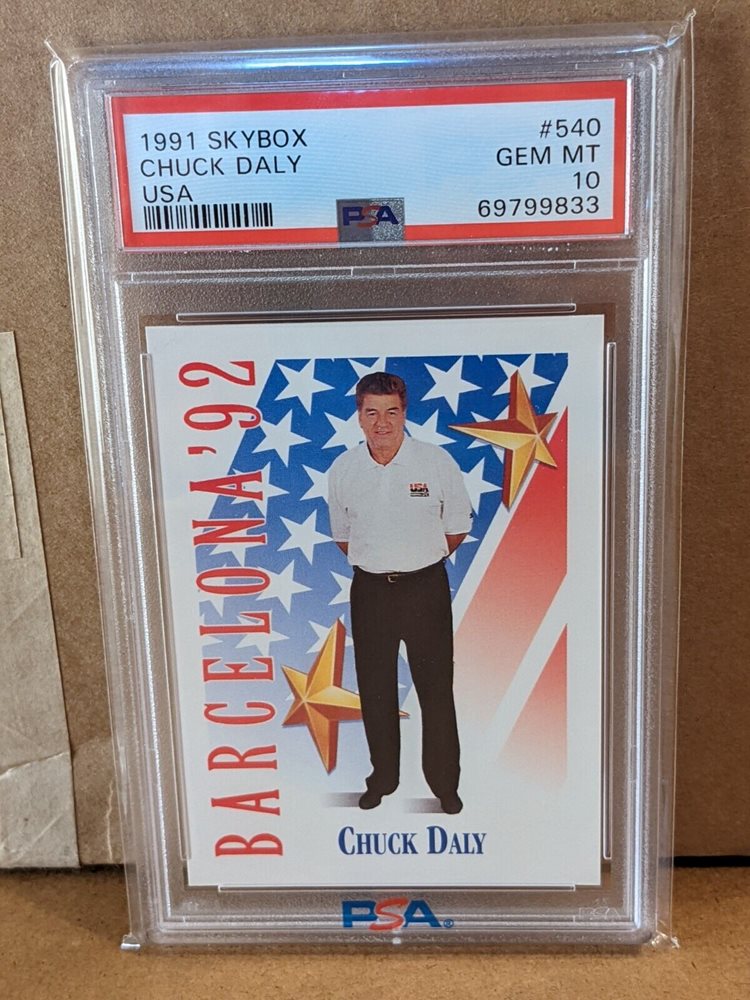 1991 SKYBOX #540
CHUCK DALY GEM MT
USA 10
PSA 69799833
BARCELONA '92
USA
CHUCK DALY
PSA®